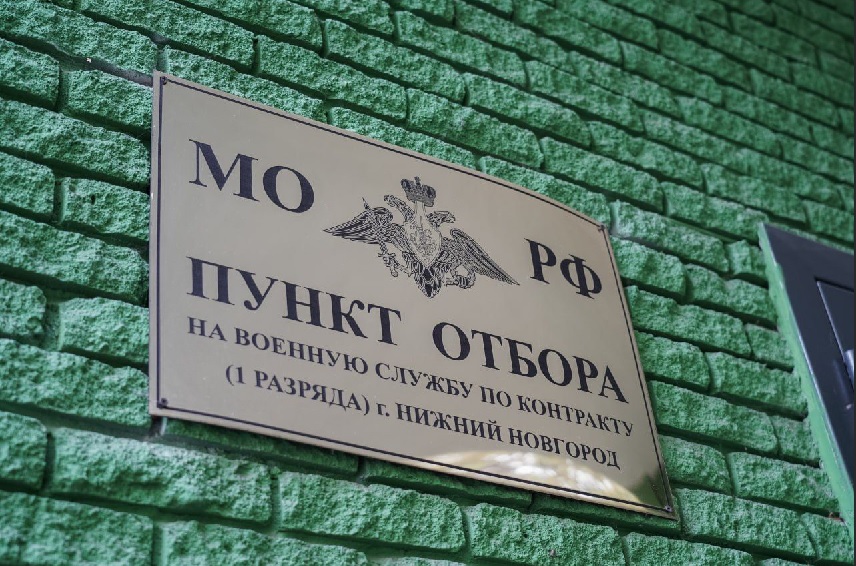 МО РФ
ПУНКТ ОТБОРА
НА ВОЕННУЮ СЛУЖБУ ПО КОНТРАКТУ
(1 РАЗРЯДА) г. НИЖНИЙ НОВГОРОД